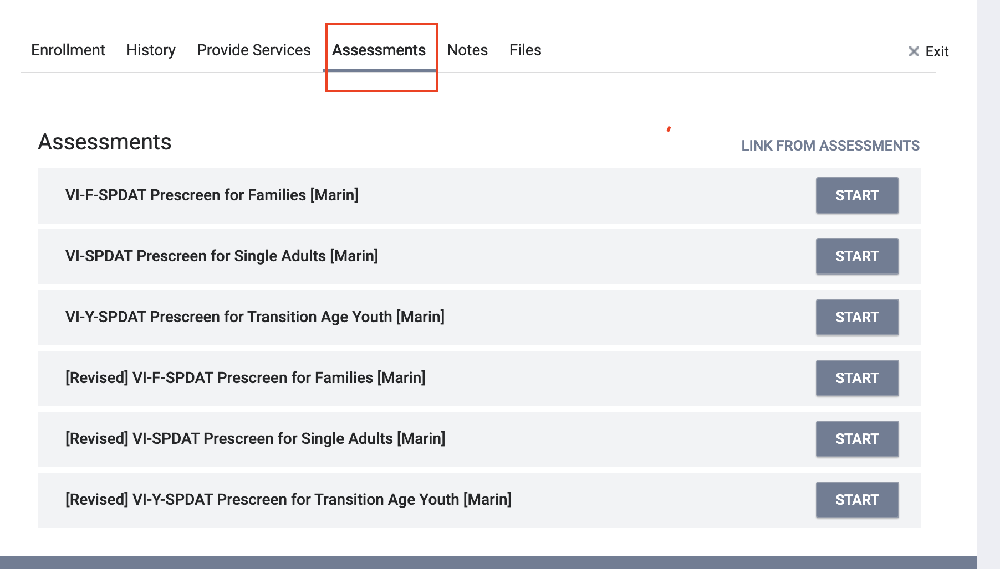 Enrollment History Provide Services Assessments Notes Files × Exit
Assessments LINK FROM ASSESSMENTS
VI-F-SPDAT Prescreen for Families [Marin] START
VI-SPDAT Prescreen for Single Adults [Marin] START
VI-Y-SPDAT Prescreen for Transition Age Youth [Marin] START
[Revised] VI-F-SPDAT Prescreen for Families [Marin] START
[Revised] VI-SPDAT Prescreen for Single Adults [Marin] START
[Revised] VI-Y-SPDAT Prescreen for Transition Age Youth [Marin] START